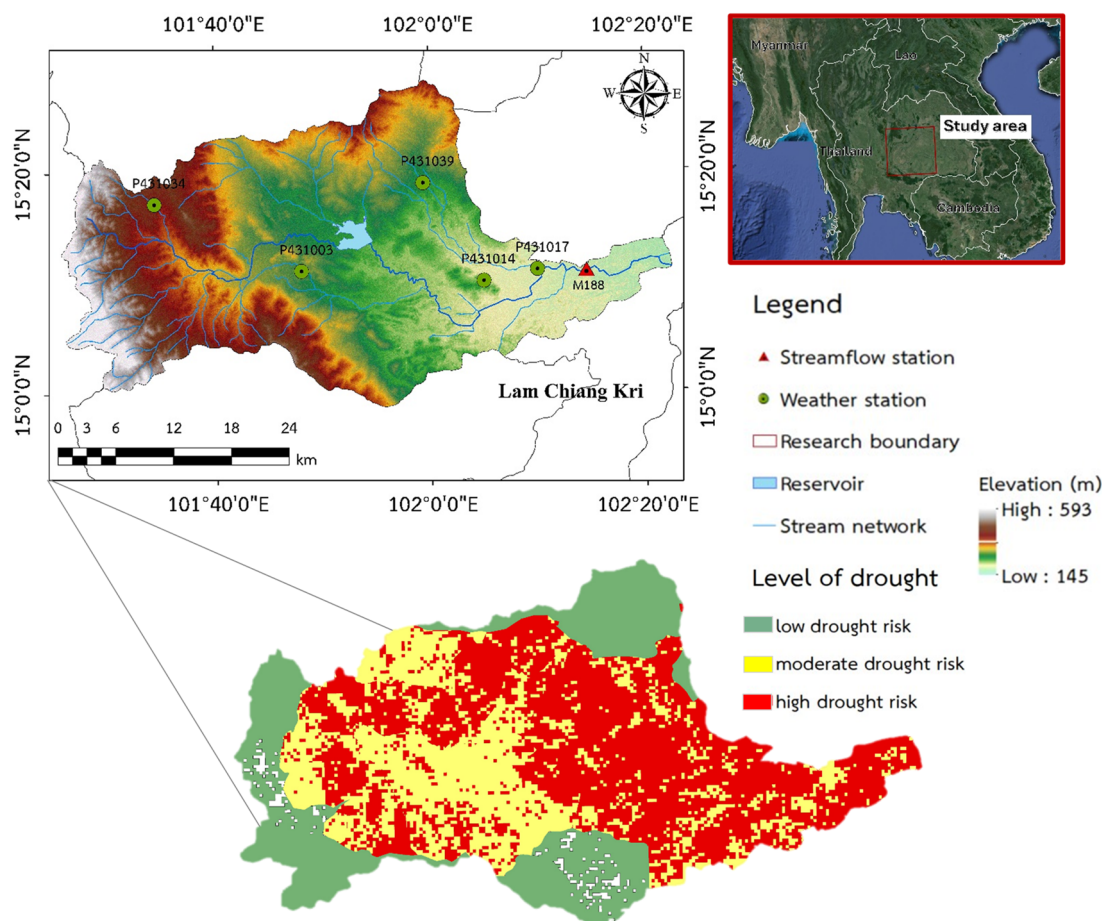 101°40'0"E
102°0'0"E
102°20'0"E
15°20'0"N
15°0'0"N
N
W
E
S
P431039
P431034
P431003
P431017
P431014
M188
Lam Chiang Kri
0 3 6 12 18 24
km
15°20'0"N
15°0'0"N
101°40'0"E
102°0'0"E
102°20'0"E
Myanmar
Lao
Study area
Thailand
Cambodia
Legend
Streamflow station
Weather station
Research boundary
Reservoir
Stream network
Elevation (m)
High : 593
Low : 145
Level of drought
low drought risk
moderate drought risk
high drought risk